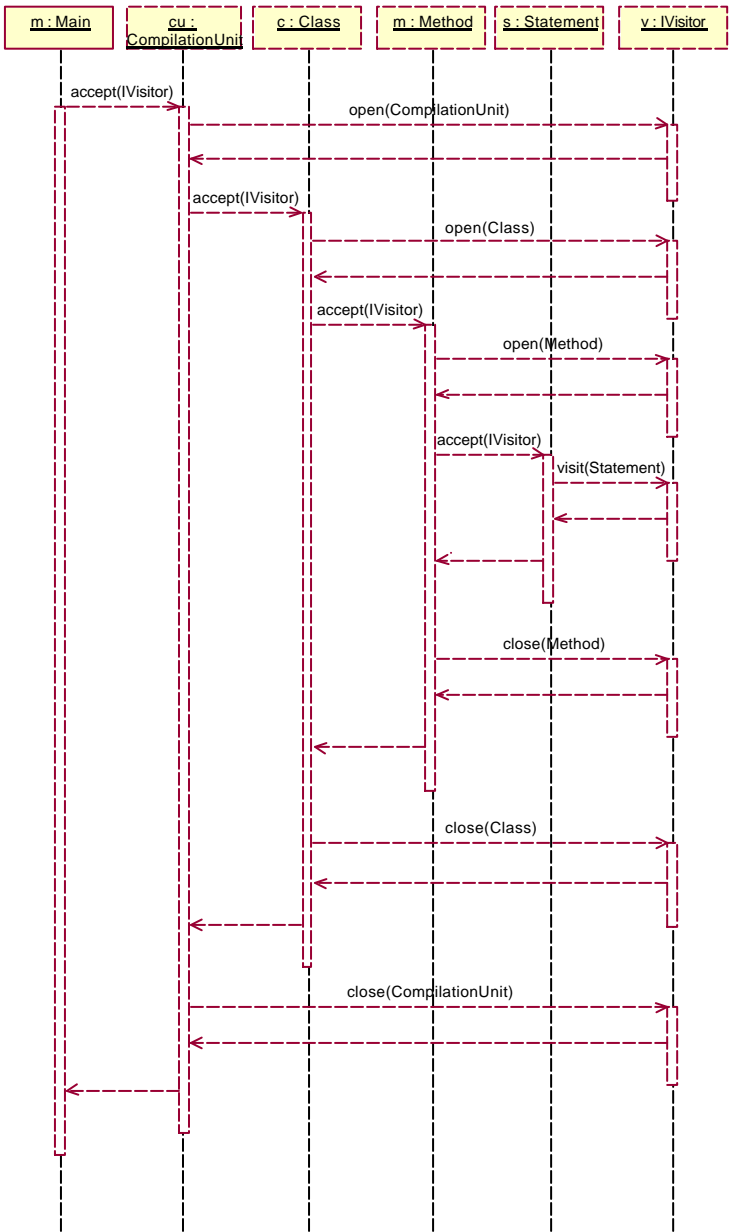 m : Main
cu :
CompilationUnit
c : Class
m : Method
s : Statement
v : IVisitor
accept(IVisitor)
open(CompilationUnit)
accept(IVisitor)
open(Class)
accept(IVisitor)
open(Method)
accept(IVisitor)
visit(Statement)
close(Method)
close(Class)
close(CompilationUnit)